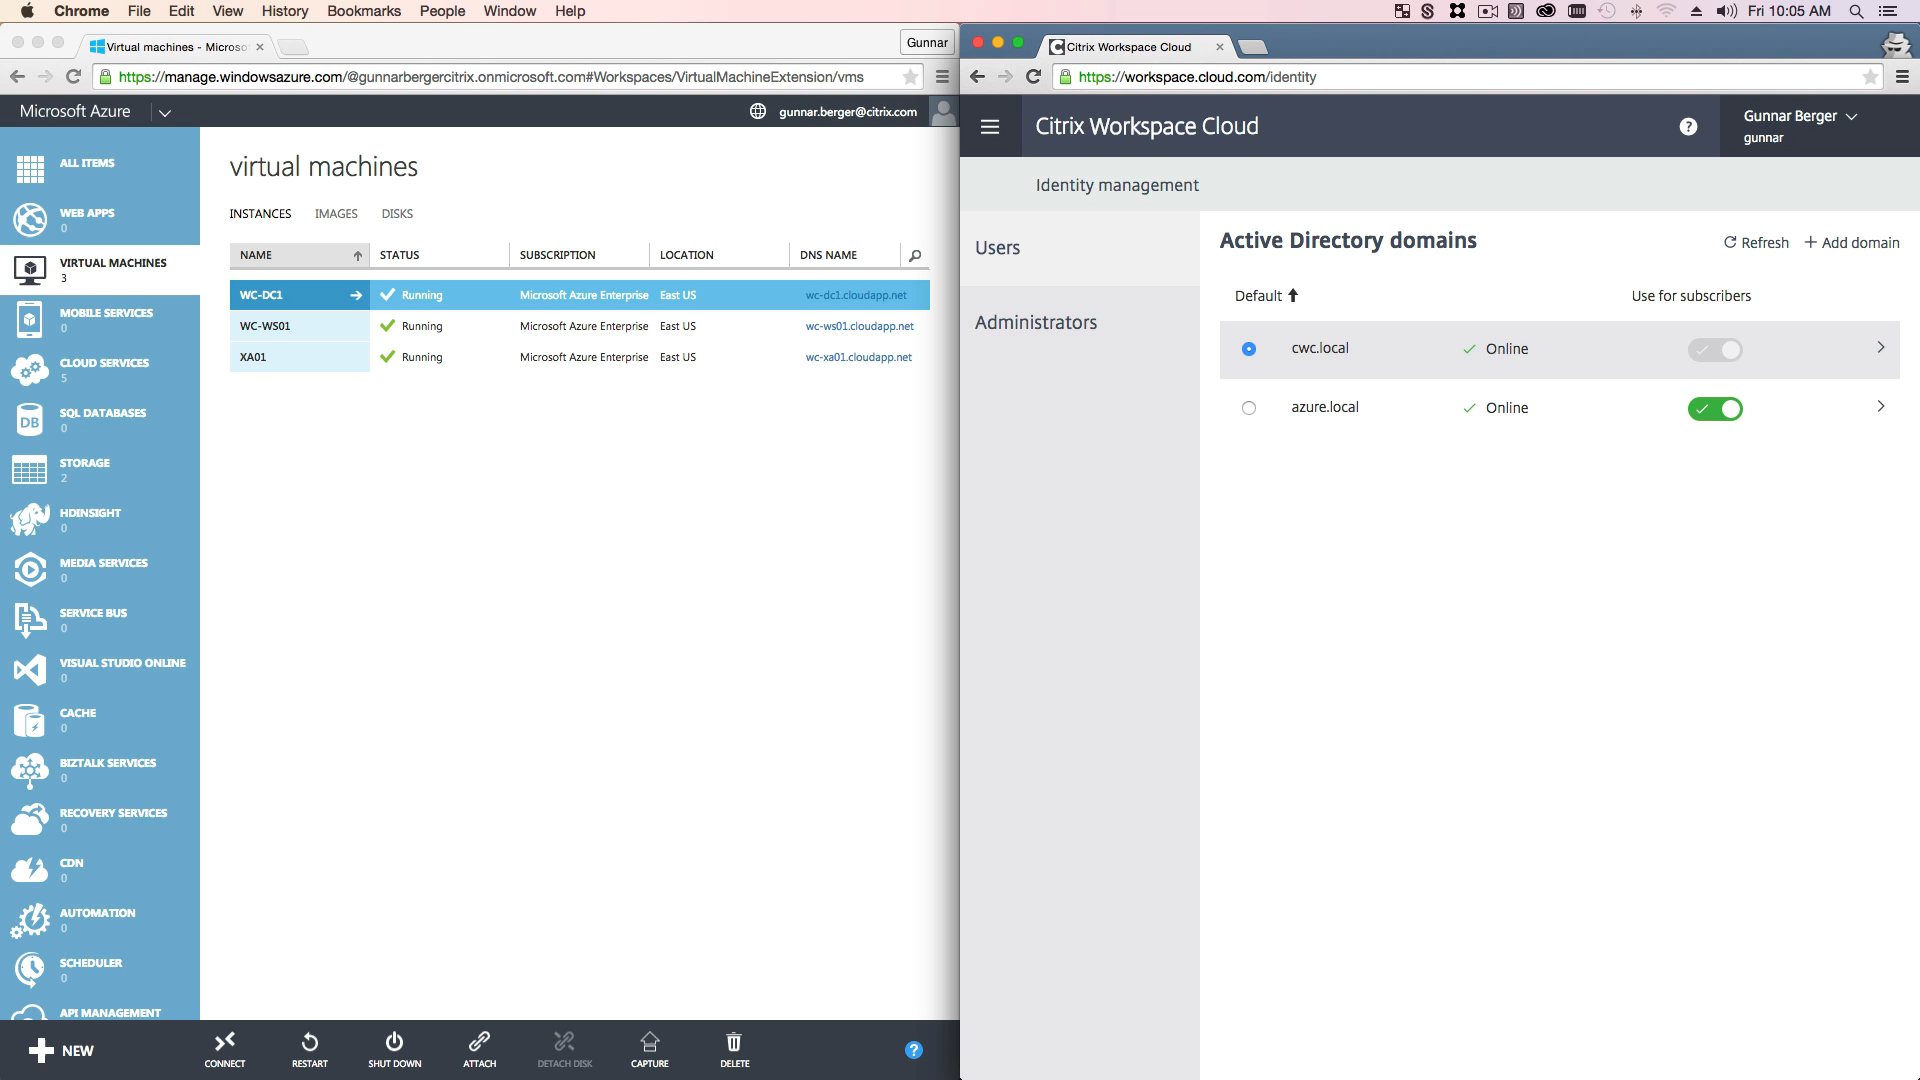 Chrome File Edit View History Bookmarks People Window Help Fri 10:05 AM
Virtual machines - Microso
Gunnar
https://manage.windowsazure.com/@gunnarbergercitrix.onmicrosoft.com#Workspaces/VirtualMachineExtension/vms
Microsoft Azure gunnar.berger@citrix.com
ALL ITEMS
WEB APPS
0
VIRTUAL MACHINES
3
MOBILE SERVICES
0
CLOUD SERVICES
5
SQL DATABASES
0
DB
STORAGE
2
HDINSIGHT
0
MEDIA SERVICES
0
SERVICE BUS
0
VISUAL STUDIO ONLINE
0
CACHE
0
BIZTALK SERVICES
0
RECOVERY SERVICES
0
CDN
0
AUTOMATION
0
SCHEDULER
0
API MANAGEMENT
virtual machines
INSTANCES IMAGES DISKS
NAME STATUS SUBSCRIPTION LOCATION DNS NAME
WC-DC1 Running Microsoft Azure Enterprise East US wc-dc1.cloudapp.net
WC-WS01 Running Microsoft Azure Enterprise East US wc-ws01.cloudapp.net
XA01 Running Microsoft Azure Enterprise East US wc-xa01.cloudapp.net
NEW
CONNECT RESTART SHUT DOWN ATTACH DETACH DISK CAPTURE DELETE
?
Citrix Workspace Cloud
https://workspace.cloud.com/identity
Citrix Workspace Cloud
?
Gunnar Berger
gunnar
Identity management
Users
Administrators
Active Directory domains
Refresh + Add domain
Default Use for subscribers
cwc.local Online
azure.local Online